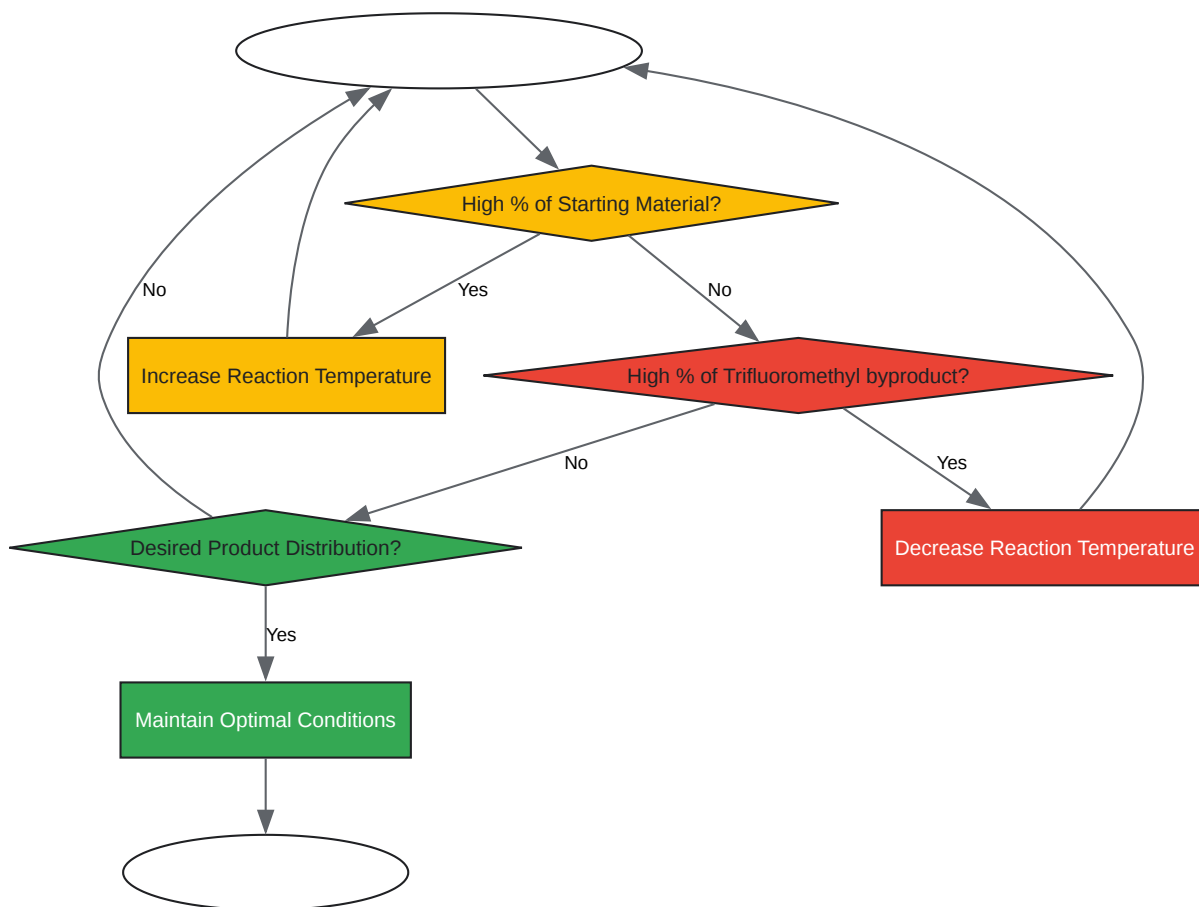 High % of Starting Material?
No
Yes
No
Increase Reaction Temperature
High % of Trifluoromethyl byproduct?
No
Yes
Desired Product Distribution?
Decrease Reaction Temperature
Yes
Maintain Optimal Conditions